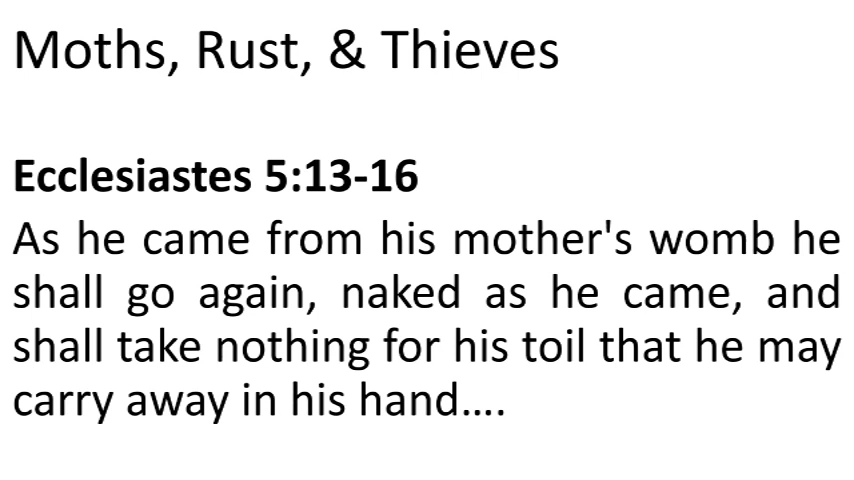 Moths, Rust, & Thieves
Ecclesiastes 5:13-16
As he came from his mother's womb he
shall go again, naked as he came, and
shall take nothing for his toil that he may
carry away in his hand....